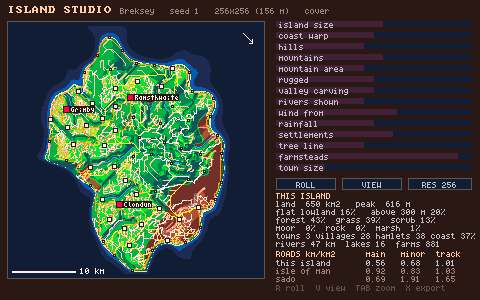 ISLAND STUDIO Breksey seed 1 256x256 (156 m) cover
Ramsthwaite
Grimby
Clondun
10 km
island size
coast warp
hills
mountains
mountain area
rugged
valley carving
rivers shown
wind from
rainfall
settlements
tree line
farmsteads
town size
ROLL VIEW RES 256
THIS ISLAND
land 650 km2 peak 616 m
flat lowland 16% above 300 m 20%
forest 43% grass 39% scrub 13%
moor 0% rock 0% marsh 1%
towns 3 villages 28 hamlets 38 coast 37%
rivers 47 km lakes 16 farms 881
ROADS km/km2 main minor track
this island 0.56 0.68 1.01
isle of man 0.92 0.83 1.03
sado 0.69 1.91 1.65
R roll V view TAB zoom X export